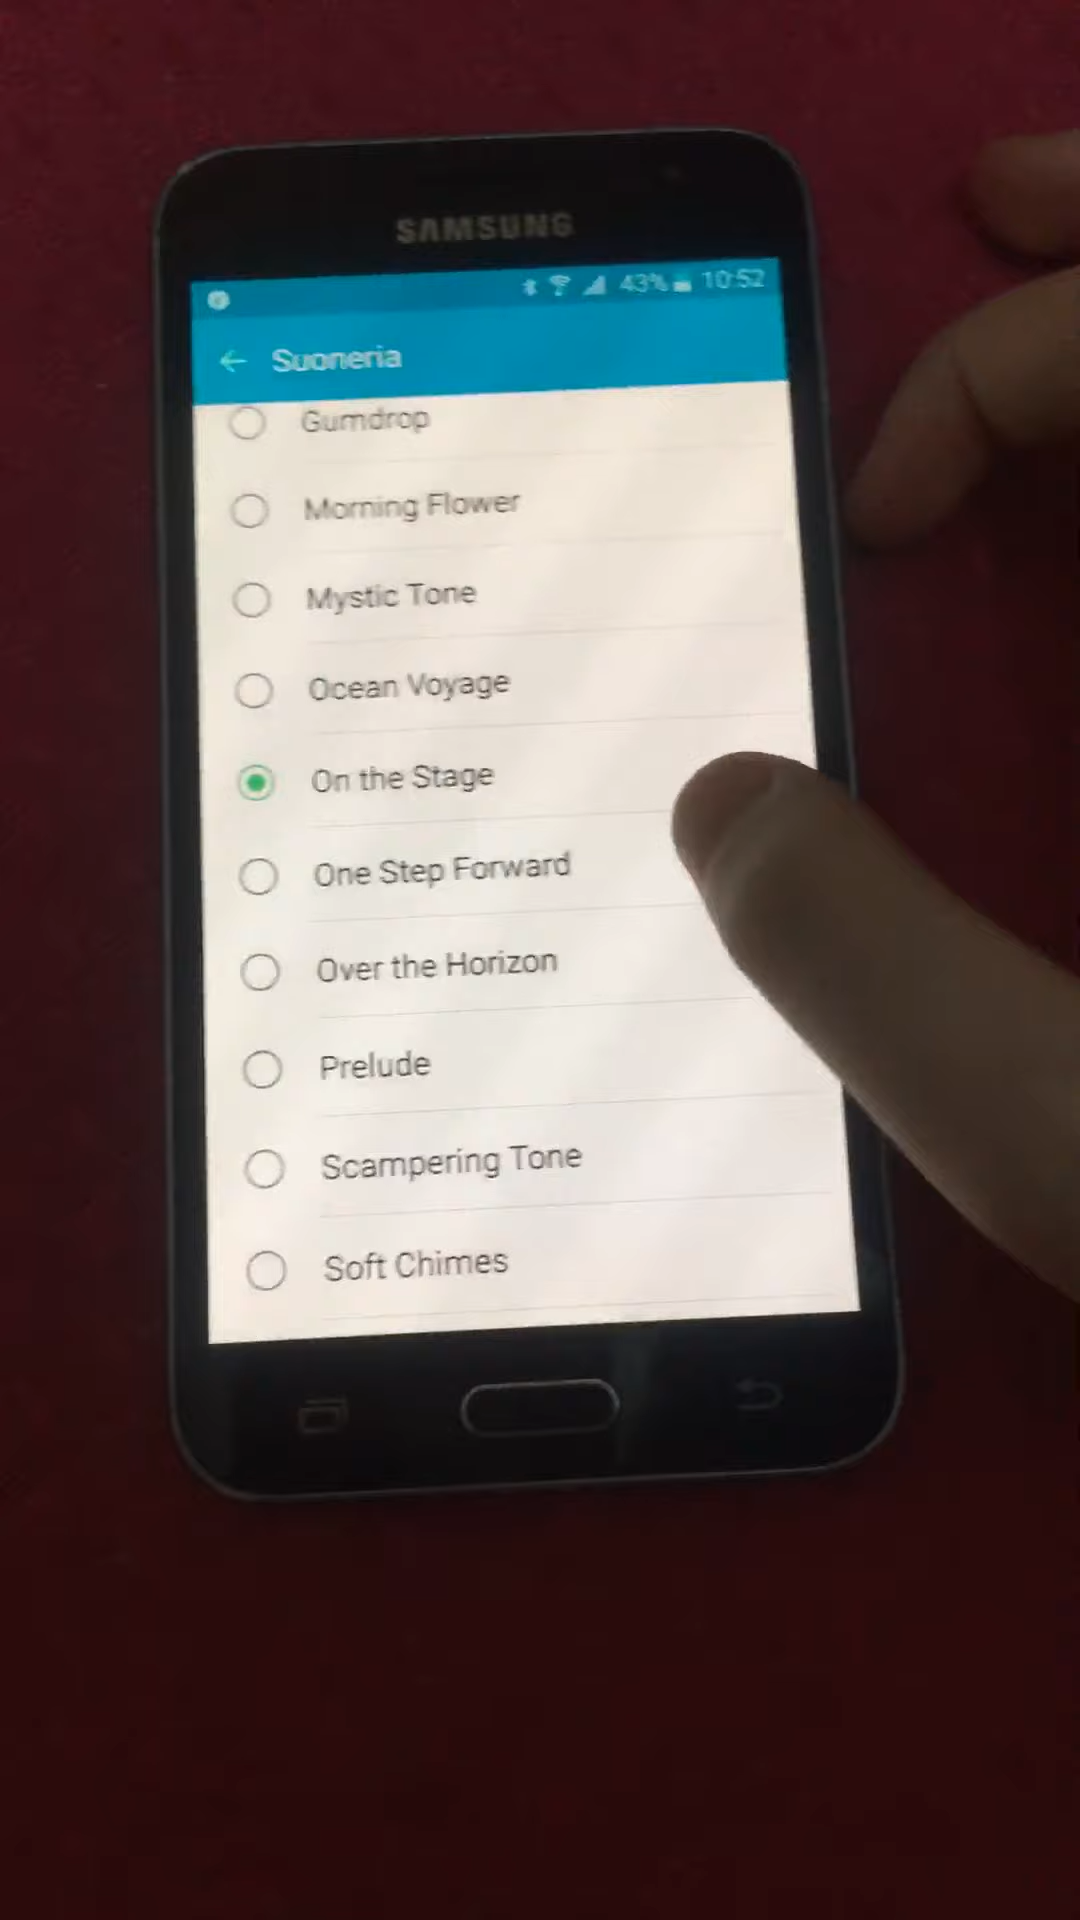 SAMSUNG
43% 10:52
Suoneria
Gumdrop
Morning Flower
Mystic Tone
Ocean Voyage
On the Stage
One Step Forward
Over the Horizon
Prelude
Scampering Tone
Soft Chimes